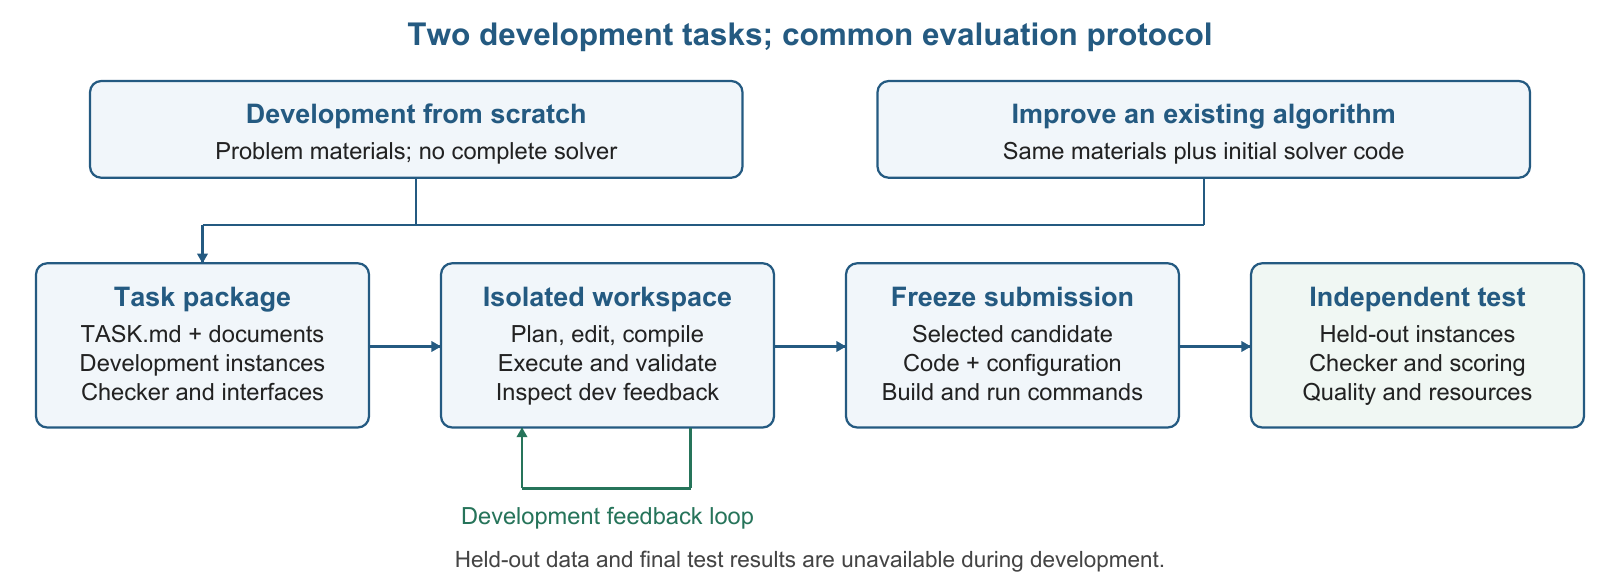 Two development tasks; common evaluation protocol
Development from scratch
Problem materials; no complete solver
Improve an existing algorithm
Same materials plus initial solver code
Task package
TASK.md + documents
Development instances
Checker and interfaces
Isolated workspace
Plan, edit, compile
Execute and validate
Inspect dev feedback
Freeze submission
Selected candidate
Code + configuration
Build and run commands
Independent test
Held-out instances
Checker and scoring
Quality and resources
Development feedback loop
Held-out data and final test results are unavailable during development.